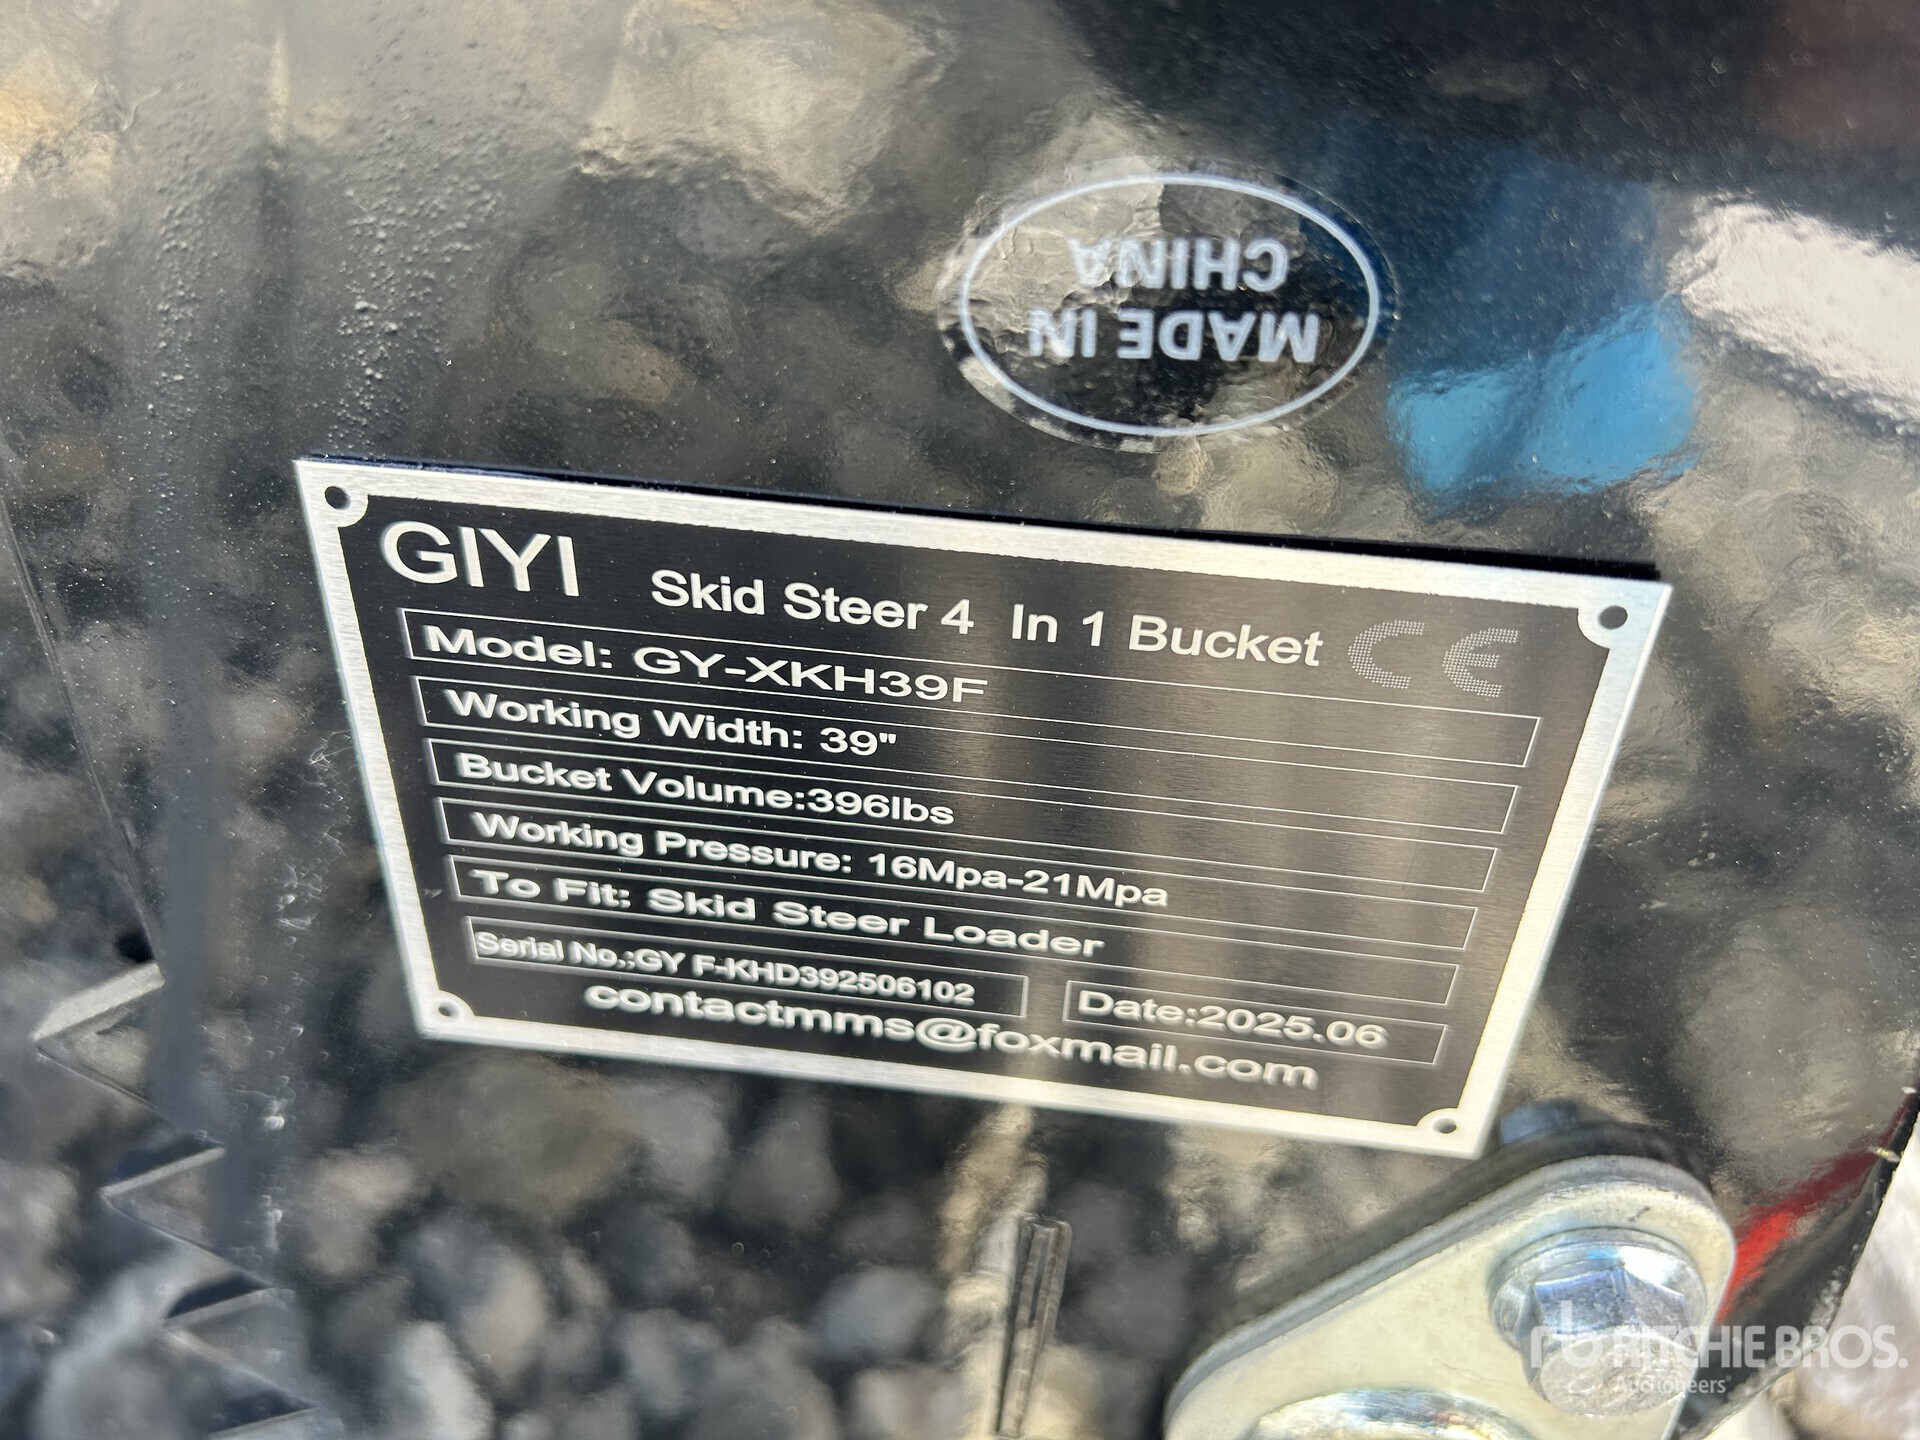 MADE IN
CHINA
GIYI Skid Steer 4 In 1 Bucket CE
Model: GY-XKH39F
Working Width: 39"
Bucket Volume:396lbs
Working Pressure: 16Mpa-21Mpa
To Fit: Skid Steer Loader
Serial No.:GY F-KHD392506102 Date:2025.06
contactmms@foxmail.com
rb RITCHIE BROS.
Auctioneers